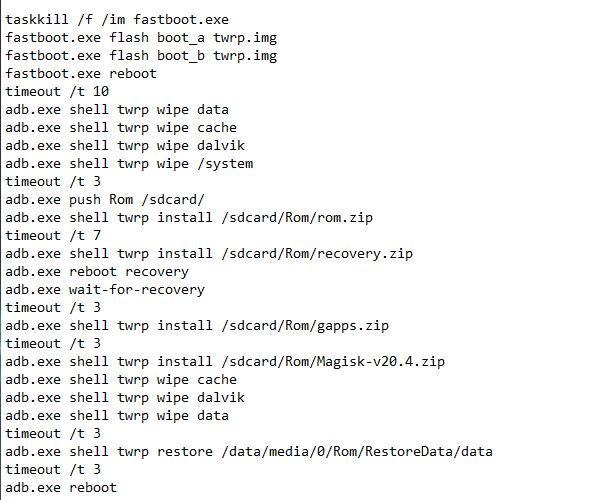 taskkill /f /im fastboot.exe
fastboot.exe flash boot_a twrp.img
fastboot.exe flash boot_b twrp.img
fastboot.exe reboot
timeout /t 10
adb.exe shell twrp wipe data
adb.exe shell twrp wipe cache
adb.exe shell twrp wipe dalvik
adb.exe shell twrp wipe /system
timeout /t 3
adb.exe push Rom /sdcard/
adb.exe shell twrp install /sdcard/Rom/rom.zip
timeout /t 7
adb.exe shell twrp install /sdcard/Rom/recovery.zip
adb.exe reboot recovery
adb.exe wait-for-recovery
timeout /t 3
adb.exe shell twrp install /sdcard/Rom/gapps.zip
timeout /t 3
adb.exe shell twrp install /sdcard/Rom/Magisk-v20.4.zip
adb.exe shell twrp wipe cache
adb.exe shell twrp wipe dalvik
adb.exe shell twrp wipe data
timeout /t 3
adb.exe shell twrp restore /data/media/0/Rom/RestoreData/data
timeout /t 3
adb.exe reboot